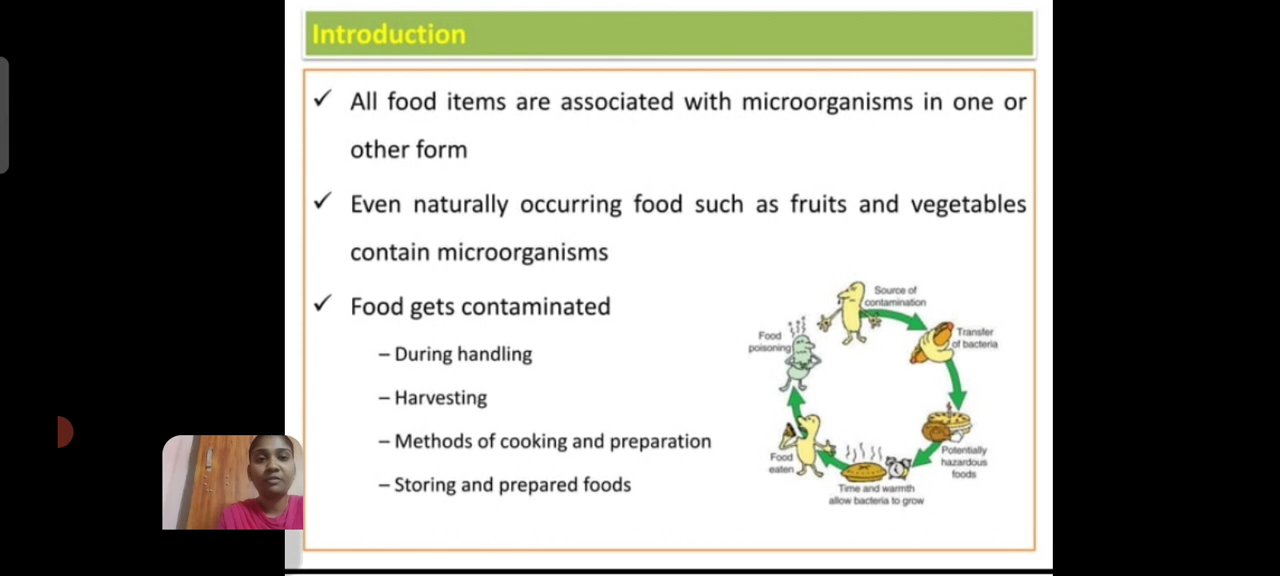 Introduction
✓ All food items are associated with microorganisms in one or
other form
✓ Even naturally occurring food such as fruits and vegetables
contain microorganisms
✓ Food gets contaminated
– During handling
– Harvesting
– Methods of cooking and preparation
– Storing and prepared foods
Source of
contamination
Transfer
of bacteria
Potentially
hazardous
foods
Time and warmth
allow bacteria to grow
Food
eaten
Food
poisoning